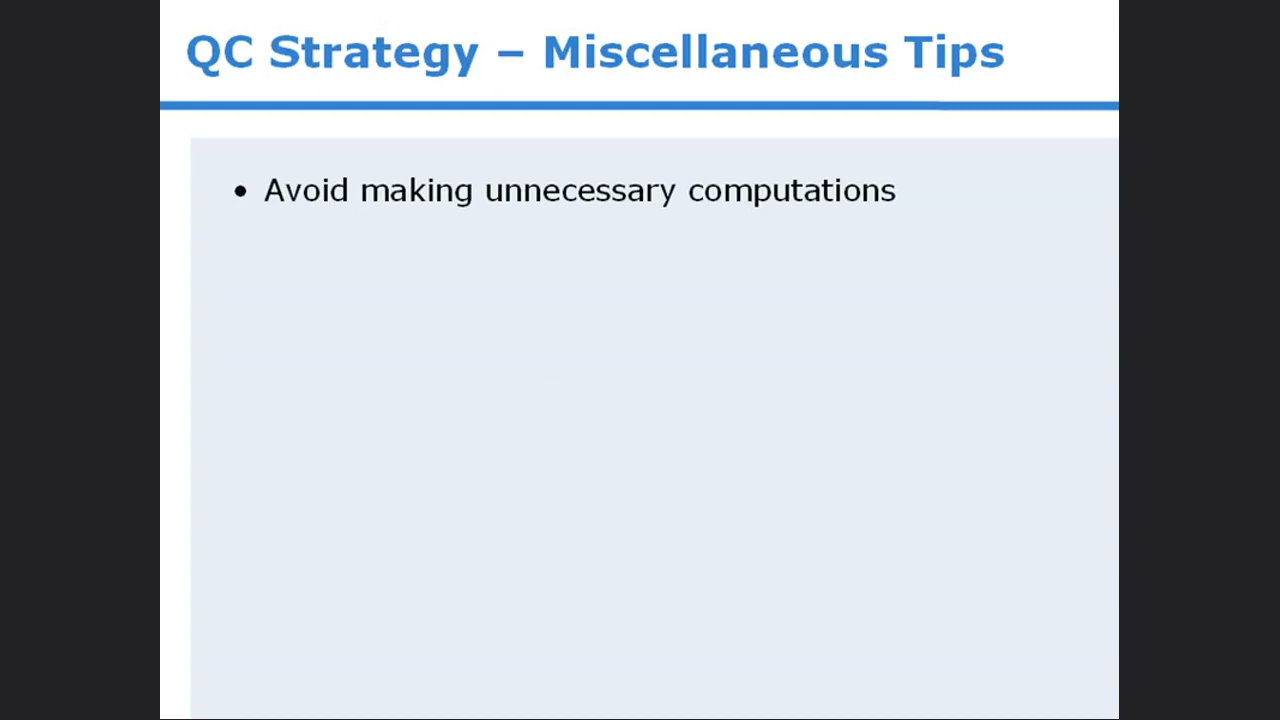 QC Strategy – Miscellaneous Tips
• Avoid making unnecessary computations